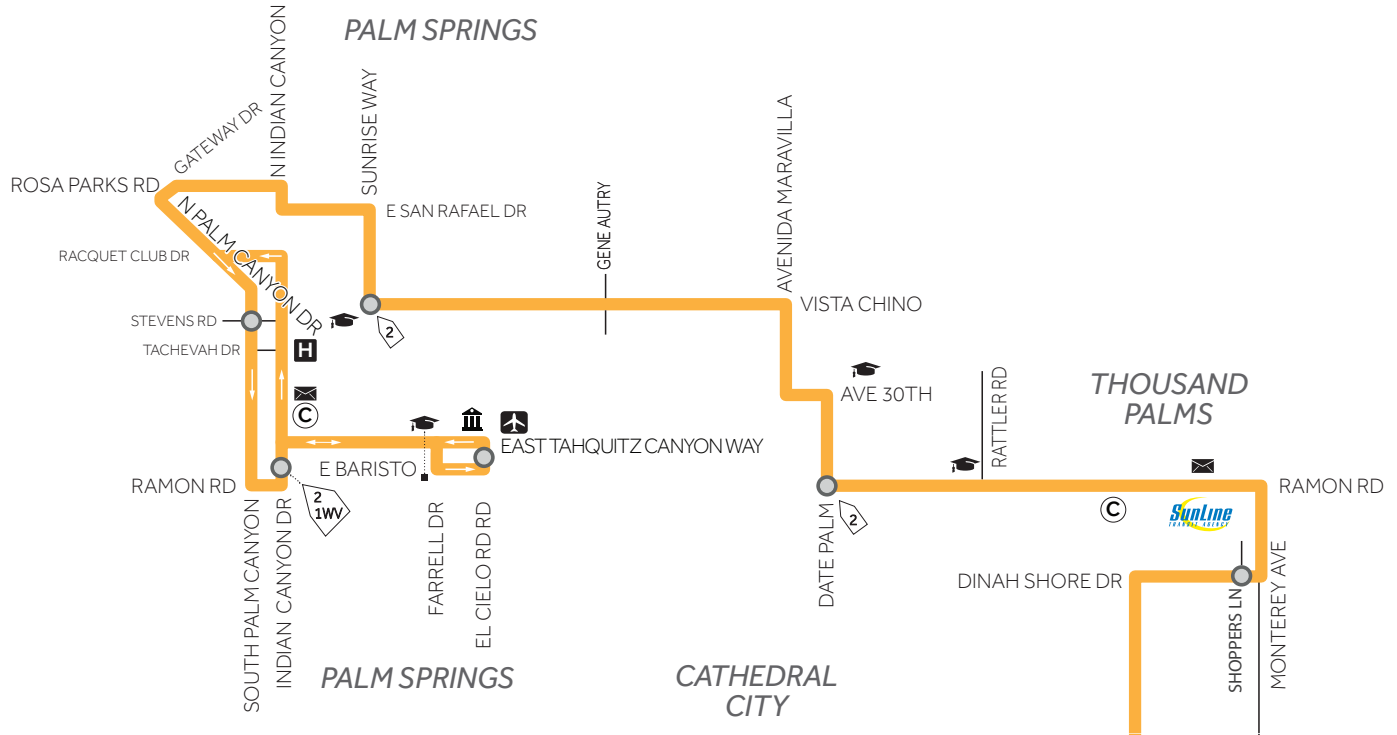 PALM SPRINGS
N INDIAN CANYON
GATEWAY DR
SUNRISE WAY
AVENIDA MARAVILLA
ROSA PARKS RD
N PALM CANYON DR
E SAN RAFAEL DR
GENE AUTRY
RACQUET CLUB DR
VISTA CHINO
STEVENS RD
2
TACHEVAH DR
H
AVE 30TH
RATTLER RD
THOUSAND
PALMS
C
EAST TAHQUITZ CANYON WAY
E BARISTO
RAMON RD
2
1WV
RAMON RD
C
SunLine
TRANSIT AGENCY
2
SOUTH PALM CANYON
INDIAN CANYON DR
FARRELL DR
EL CIELO RD RD
DATE PALM
DINAH SHORE DR
SHOPPERS LN
MONTEREY AVE
PALM SPRINGS
CATHEDRAL
CITY